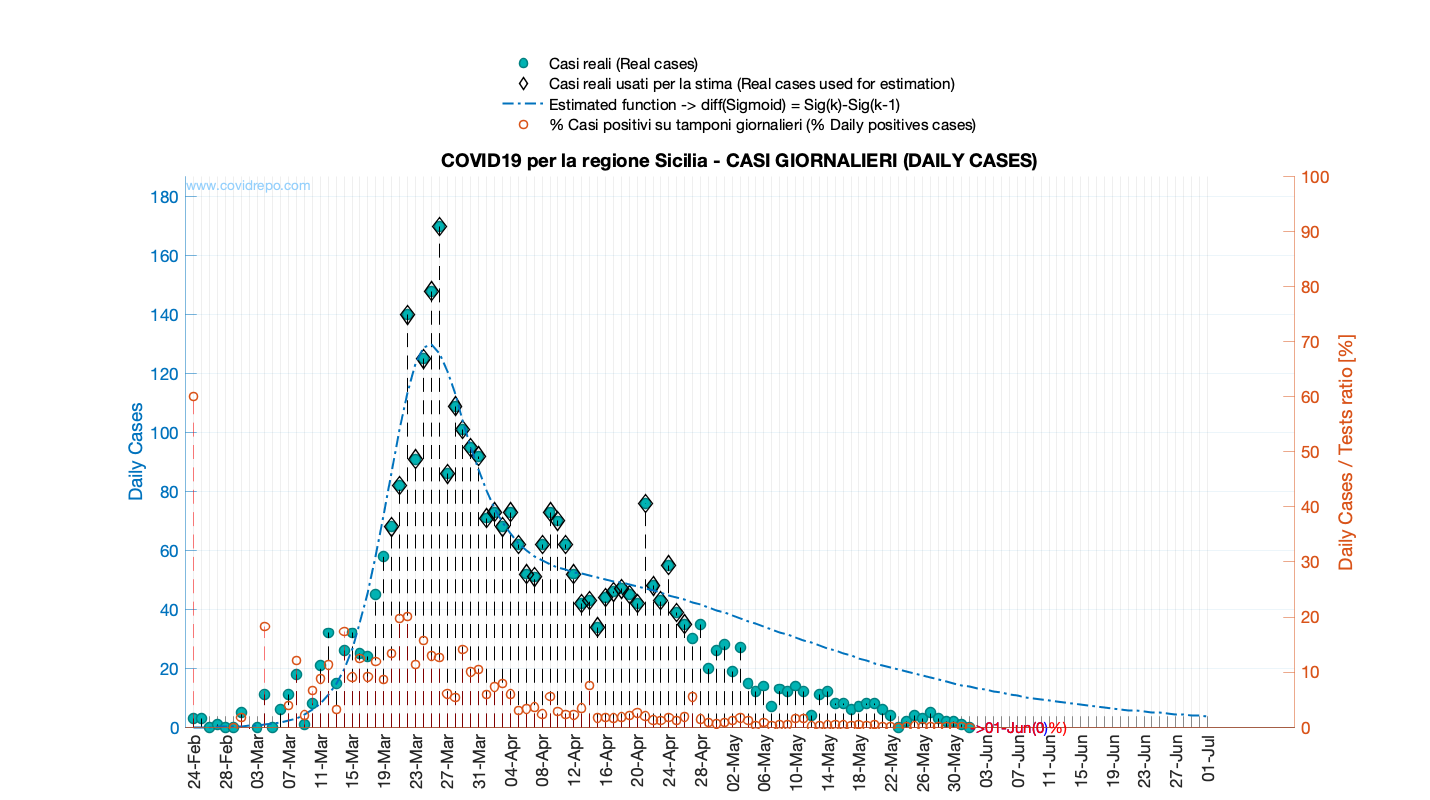 Casi reali (Real cases)
Casi reali usati per la stima (Real cases used for estimation)
Estimated function -> diff(Sigmoid) = Sig(k)-Sig(k-1)
% Casi positivi su tamponi giornalieri (% Daily positives cases)
COVID19 per la regione Sicilia - CASI GIORNALIERI (DAILY CASES)
www.covidrepo.com
Daily Cases
180
160
140
120
100
80
60
40
20
0
100
90
80
70
60
50
40
30
20
10
0
Daily Cases / Tests ratio [%]
->01-Jun(0)%)
24-Feb
28-Feb
03-Mar
07-Mar
11-Mar
15-Mar
19-Mar
23-Mar
27-Mar
31-Mar
04-Apr
08-Apr
12-Apr
16-Apr
20-Apr
24-Apr
28-Apr
02-May
06-May
10-May
14-May
18-May
22-May
26-May
30-May
03-Jun
07-Jun
11-Jun
15-Jun
19-Jun
23-Jun
27-Jun
01-Jul